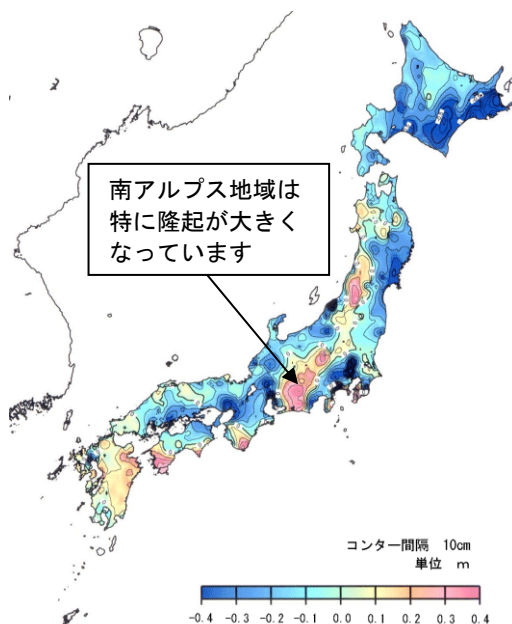 南アルプス地域は
特に隆起が大きく
なっています
コンター間隔 10cm
単位 m
-0.4 -0.3 -0.2 -0.1 0.0 0.1 0.2 0.3 0.4